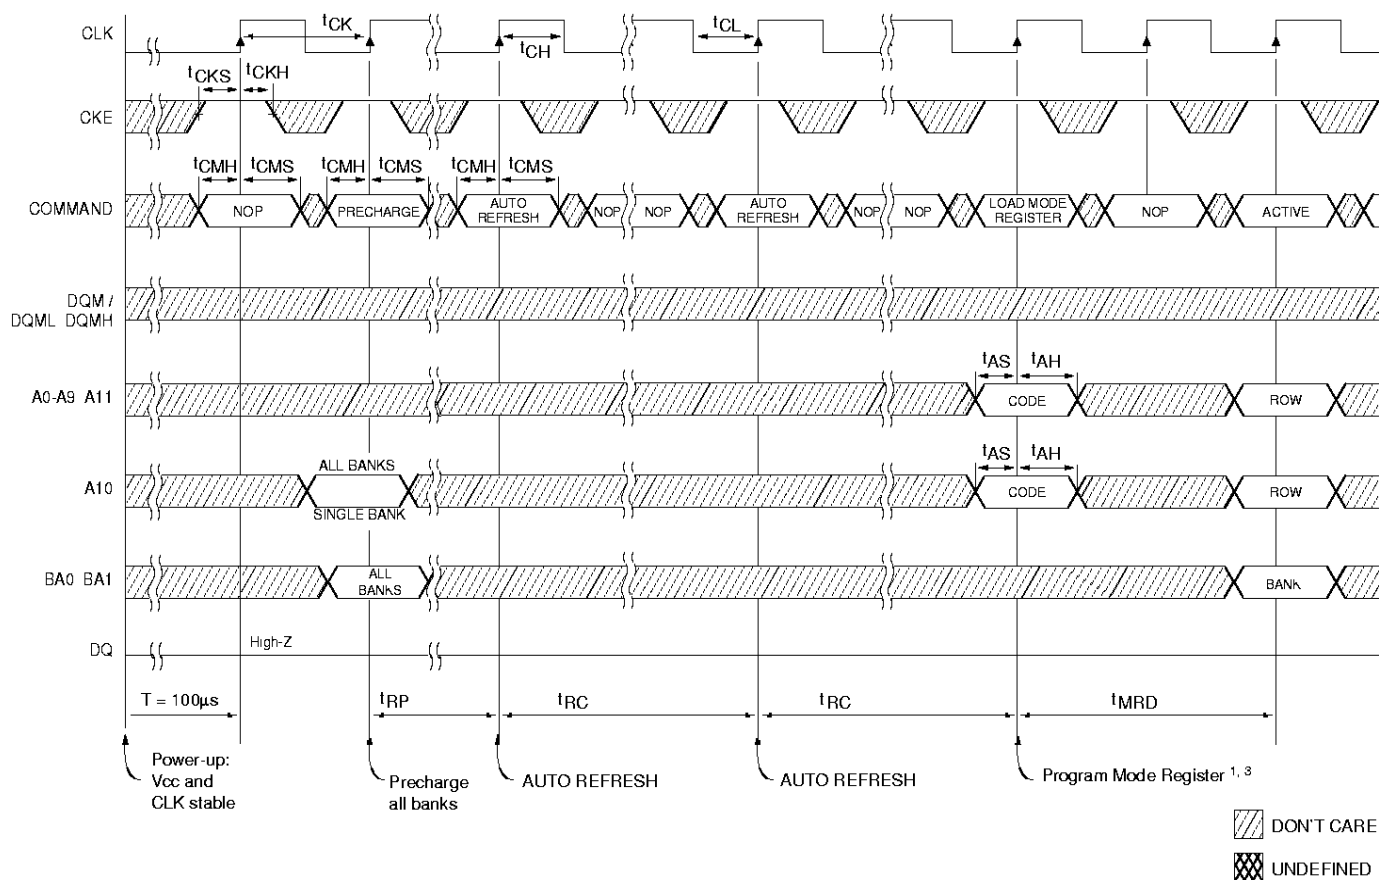 CLK
tCK
tCH
tCL
tCKS
tCKH
CKE
tCMH
tCMS
tCMH
tCMS
tCMH
tCMS
COMMAND
NOP
PRECHARGE
AUTO
REFRESH
NOP
NOP
AUTO
REFRESH
NOP
NOP
LOAD MODE
REGISTER
NOP
ACTIVE
DQM /
DQML DQMH
tAS
tAH
A0-A9 A11
CODE
ROW
ALL BANKS
tAS
tAH
A10
CODE
ROW
SINGLE BANK
BA0 BA1
ALL
BANKS
BANK
DQ
High-Z
T = 100µs
tRP
tRC
tRC
tMRD
Power-up:
Vcc and
CLK stable
Precharge
all banks
AUTO REFRESH
AUTO REFRESH
Program Mode Register 1, 3
DON'T CARE
UNDEFINED